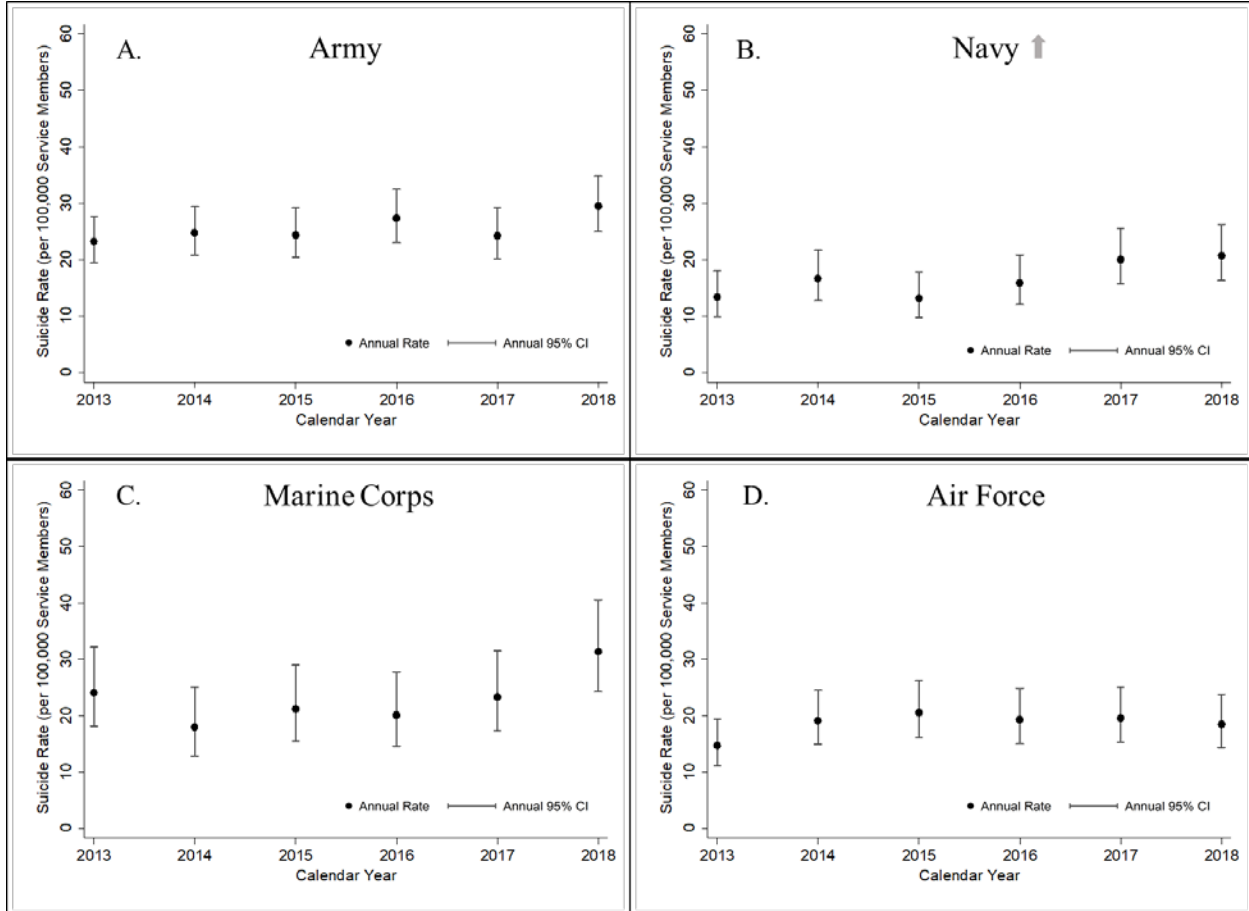 A.
Army
Suicide Rate (per 100,000 Service Members)
60
50
40
30
20
10
0
Annual Rate
Annual 95% CI
2013 2014 2015 2016 2017 2018
Calendar Year
B.
Navy
Suicide Rate (per 100,000 Service Members)
60
50
40
30
20
10
0
Annual Rate
Annual 95% CI
2013 2014 2015 2016 2017 2018
Calendar Year
C.
Marine Corps
Suicide Rate (per 100,000 Service Members)
60
50
40
30
20
10
0
Annual Rate
Annual 95% CI
2013 2014 2015 2016 2017 2018
Calendar Year
D.
Air Force
Suicide Rate (per 100,000 Service Members)
60
50
40
30
20
10
0
Annual Rate
Annual 95% CI
2013 2014 2015 2016 2017 2018
Calendar Year